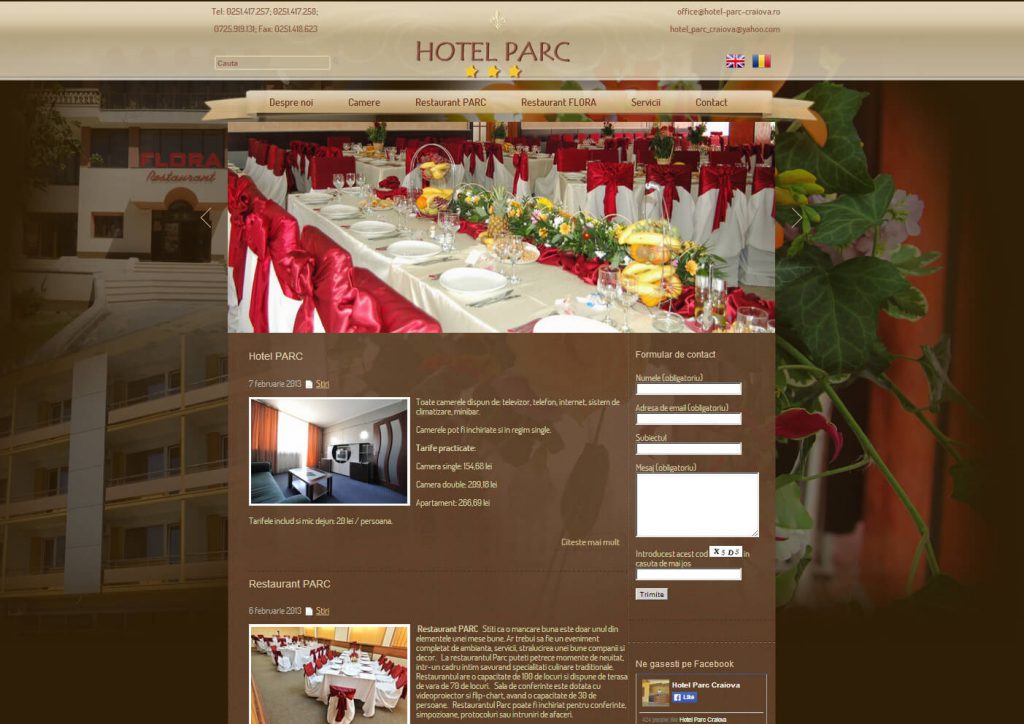 Tel: 0251.417.257; 0251.417.258;
0725.919.131; Fax: 0251.418.623
office@hotel-parc-craiova.ro
hotel_parc_craiova@yahoo.com
HOTEL PARC
Cauta
Despre noi Camere Restaurant PARC Restaurant FLORA Servicii Contact
FLORA
Restaurant
Hotel PARC
7 februarie 2013 Stiri
Toate camerele dispun de: televizor, telefon, internet, sistem de
climatizare, minibar.
Camerele pot fi inchiriate si in regim single.
Tarife practicate:
Camera single: 154,68 lei
Camera double: 209,18 lei
Apartament: 266,69 lei
Tarifele includ si mic dejun: 20 lei / persoana.
Citeste mai mult
Restaurant PARC
6 februarie 2013 Stiri
Restaurant PARC Stiti ca o mancare buna este doar unul din
elementele unei mese bune. Ar trebui sa fie un eveniment
completat de ambianta, servicii, stralucirea unei bune companii si
decor. La restaurantul Parc puteti petrece momente de neuitat,
intr-un cadru intim savurand specialitati culinare traditionale.
Restaurantul are o capacitate de 100 de locuri si dispune de terasa
de vara de 70 de locuri. Sala de conferinte este dotata cu
videoproiector si flip-chart, avand o capacitate de 30 de
persoane. Restaurantul Parc poate fi inchiriat pentru conferinte,
simpozioane, protocoluri sau intruniri de afaceri.
Formular de contact
Numele (obligatoriu)
Adresa de email (obligatoriu)
Subiectul
Mesaj (obligatoriu)
Introducest acest cod X5DS in
casuta de mai jos
Trimite
Ne gasesti pe Facebook
Hotel Parc Craiova
Like
people like Hotel Parc Craiova